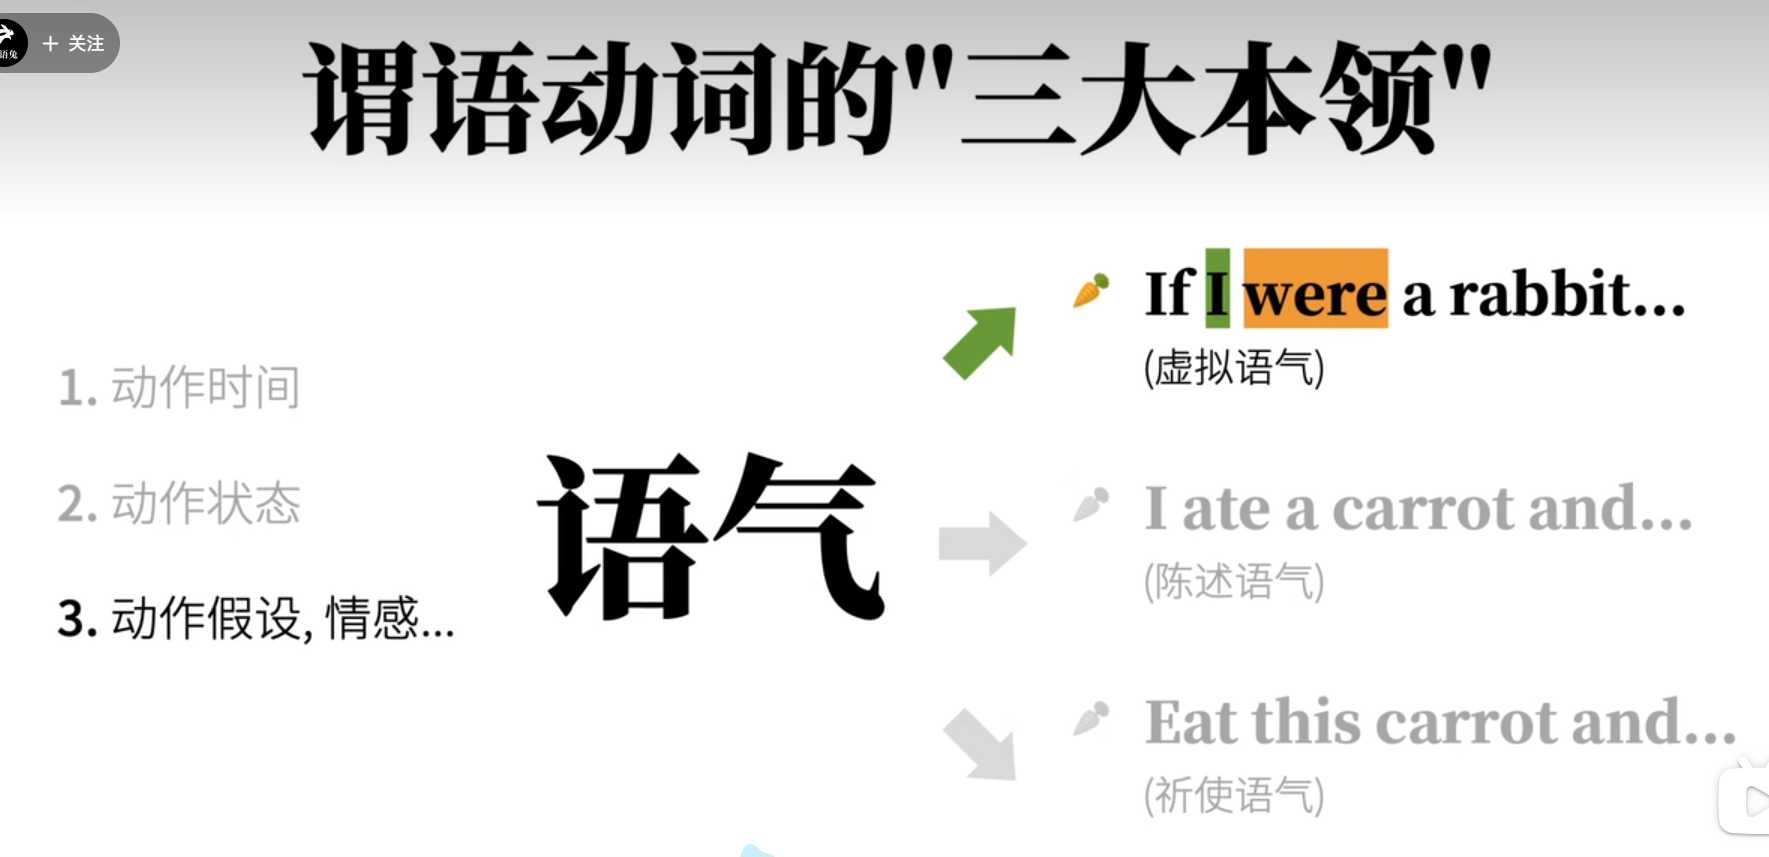 语兔
+ 关注
谓语动词的"三大本领"
1. 动作时间
2. 动作状态
3. 动作假设, 情感...
语气
If I were a rabbit...
(虚拟语气)
I ate a carrot and...
(陈述语气)
Eat this carrot and...
(祈使语气)